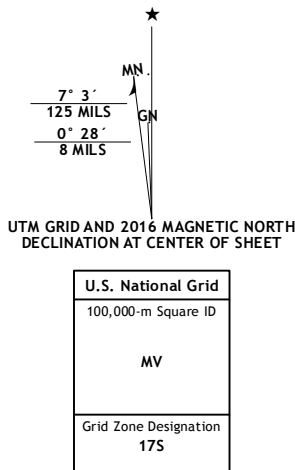 MN
7° 3´
125 MILS
GN
0° 28´
8 MILS
UTM GRID AND 2016 MAGNETIC NORTH
DECLINATION AT CENTER OF SHEET
U.S. National Grid
100,000-m Square ID
MV
Grid Zone Designation
17S